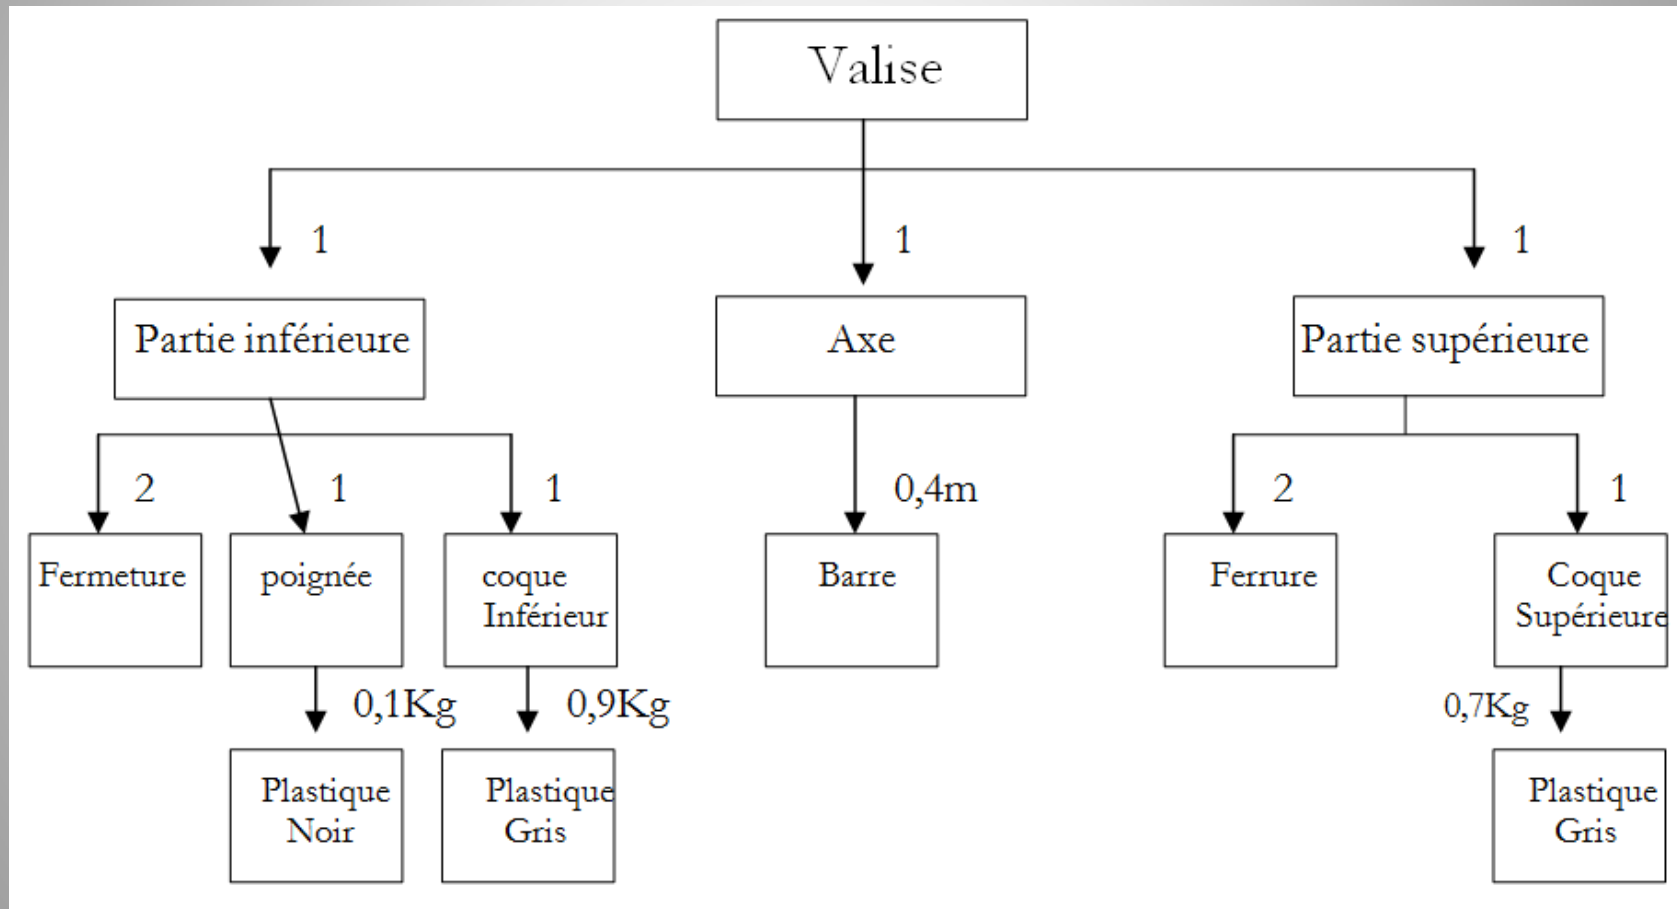 Valise
1
1
1
Partie inférieure
Axe
Partie supérieure
2
1
1
0,4m
2
1
Fermeture
poignée
coque
Inférieur
Barre
Ferrure
Coque
Supérieure
0,1Kg
0,9Kg
0,7Kg
Plastique
Noir
Plastique
Gris
Plastique
Gris